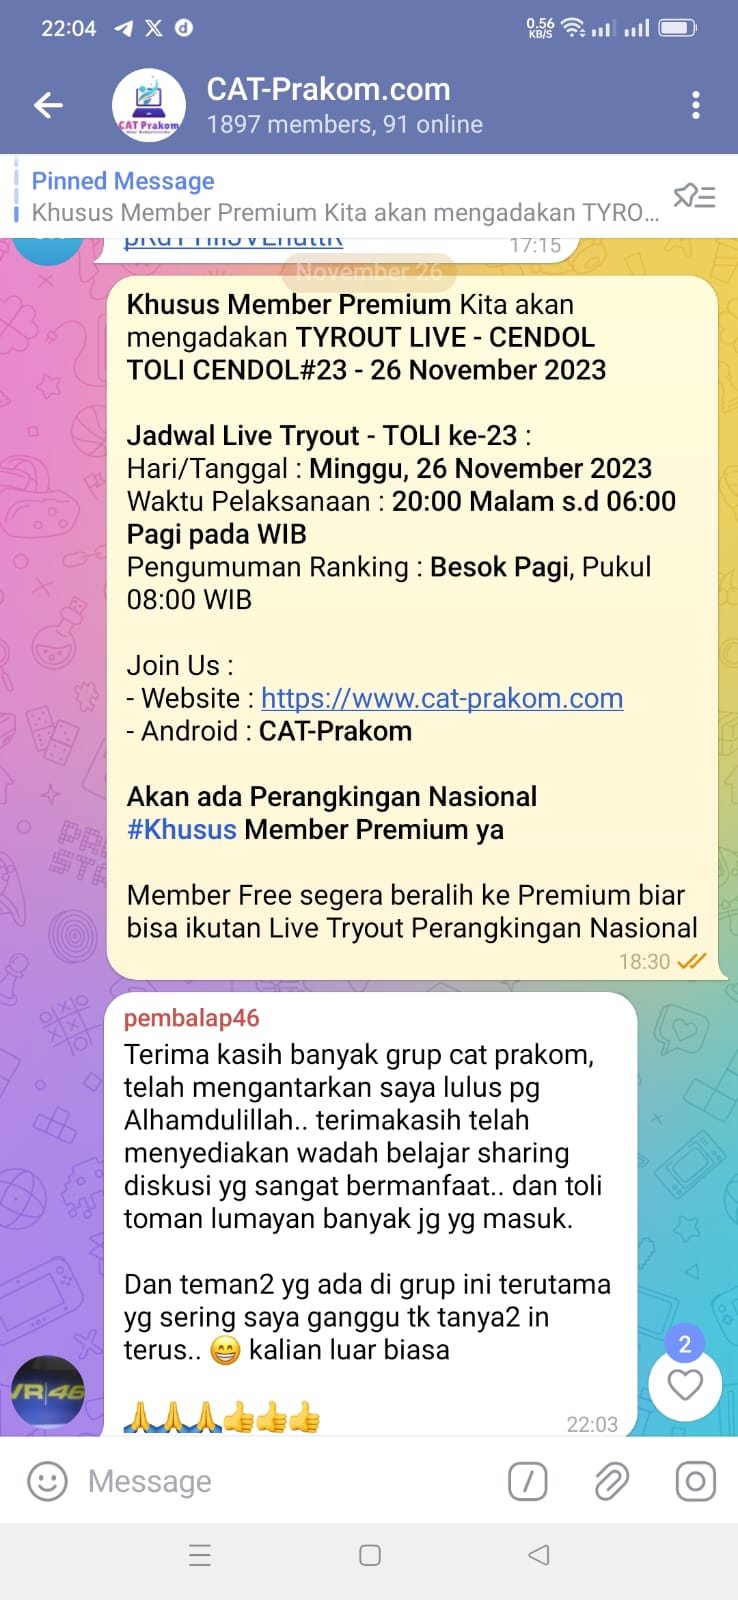 22:04
0.56 KB/S
CAT-Prakom.com
1897 members, 91 online
CAT Prakom
Pinned Message
Khusus Member Premium Kita akan mengadakan TYRO...
17:15
November 26
Khusus Member Premium Kita akan
mengadakan TYROUT LIVE - CENDOL
TOLI CENDOL#23 - 26 November 2023
Jadwal Live Tryout - TOLI ke-23 :
Hari/Tanggal : Minggu, 26 November 2023
Waktu Pelaksanaan : 20:00 Malam s.d 06:00
Pagi pada WIB
Pengumuman Ranking : Besok Pagi, Pukul
08:00 WIB
Join Us :
- Website : https://www.cat-prakom.com
- Android : CAT-Prakom
Akan ada Perangkingan Nasional
#Khusus Member Premium ya
Member Free segera beralih ke Premium biar
bisa ikutan Live Tryout Perangkingan Nasional
18:30
pembalap46
Terima kasih banyak grup cat prakom,
telah mengantarkan saya lulus pg
Alhamdulillah.. terimakasih telah
menyediakan wadah belajar sharing
diskusi yg sangat bermanfaat.. dan toli
toman lumayan banyak jg yg masuk.
Dan teman2 yg ada di grup ini terutama
yg sering saya ganggu tk tanya2 in
terus.. 😁 kalian luar biasa
🙏🙏🙏👍👍👍
22:03
VR|46
2
Message